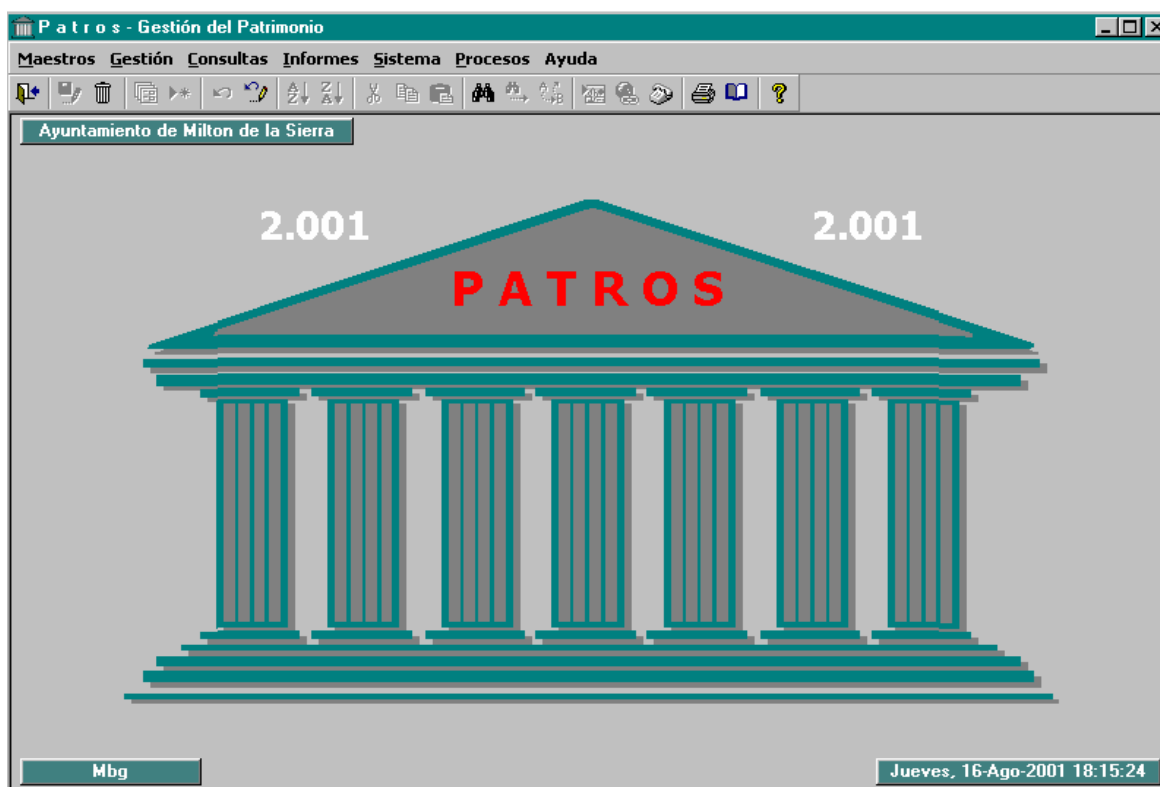 P a t r o s - Gestión del Patrimonio
Maestros Gestión Consultas Informes Sistema Procesos Ayuda
Ayuntamiento de Milton de la Sierra
2.001 2.001
P A T R O S
Mbg Jueves, 16-Ago-2001 18:15:24